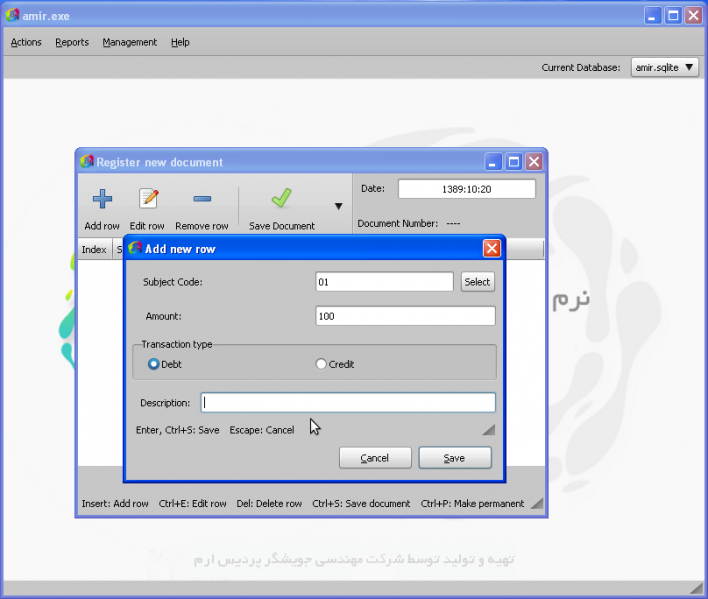 amir.exe
Actions Reports Management Help
Current Database: amir.sqlite
Register new document
Date: 1389:10:20
Add row Edit row Remove row Save Document
Document Number: ----
Index
Add new row
Subject Code: 01 Select
Amount: 100
Transaction type
Debt Credit
Description:
Enter, Ctrl+S: Save Escape: Cancel
Cancel Save
Insert: Add row Ctrl+E: Edit row Del: Delete row Ctrl+S: Save document Ctrl+P: Make permanent
نرم
تهیه و تولید توسط شرکت مهندسی جویشگر پردیس ارم